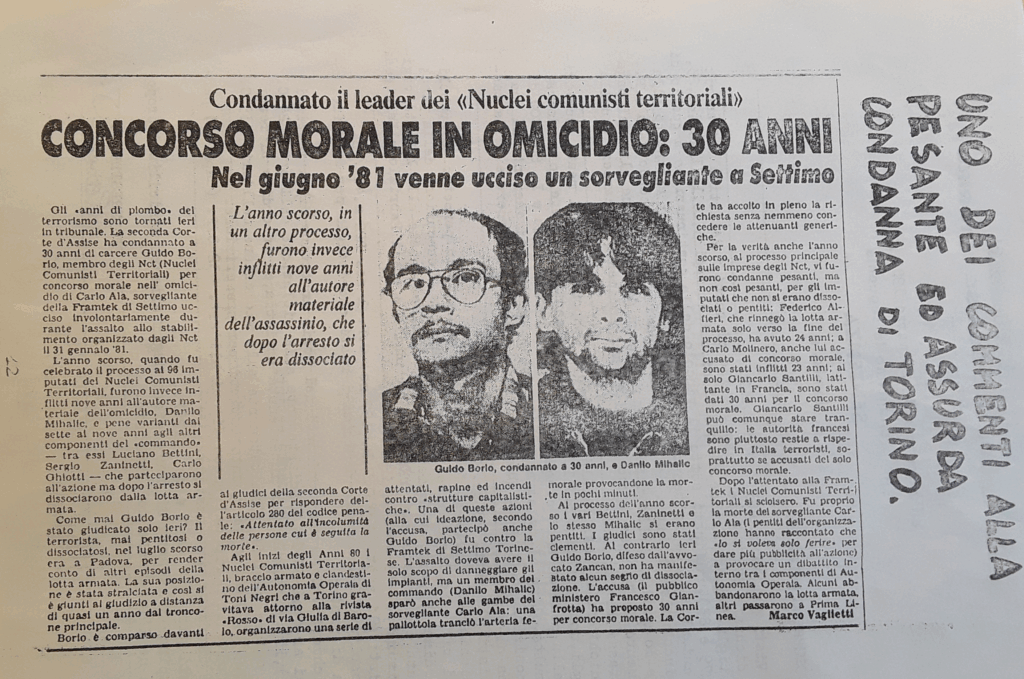 Condannato il leader dei «Nuclei comunisti territoriali»
CONCORSO MORALE IN OMICIDIO: 30 ANNI
Nel giugno '81 venne ucciso un sorvegliante a Settimo
Gli «anni di piombo» del
terrorismo sono tornati ieri
in tribunale. La seconda Cor-
te d'Assise ha condannato a
30 anni di carcere Guido Bo-
rio, membro degli Nct (Nuclei
Comunisti Territoriali) per
concorso morale nell' omici-
dio di Carlo Ala, sorvegliante
della Framtek di Settimo uc-
ciso involontariamente du-
rante l'assalto allo stabili-
mento organizzato dagli Nct
il 31 gennaio '81.
L'anno scorso, quando fu
celebrato il processo ai 96 im-
putati dei Nuclei Comunisti
Territoriali, furono invece in-
flitti nove anni all'autore ma-
teriale dell'omicidio, Danilo
Mihalic, e pene varianti dai
sette ai nove anni agli altri
componenti del «commando»
— tra essi Luciano Bettini,
Sergio Zaninetti, Carlo
Ghiotti — che parteciparono
all'azione ma dopo l'arresto si
dissociarono dalla lotta ar-
mata.
Come mai Guido Borio è
stato giudicato solo ieri? Il
terrorista, mai pentitosi o
dissociatosi, nel luglio scorso
era a Padova, per render
conto di altri episodi della
lotta armata. La sua posizio-
ne è stata stralciata e così si
è giunti al giudizio a distanza
di quasi un anno dal tronco-
ne principale.
Borio è comparso davanti
L'anno scorso, in
un altro processo,
furono invece
inflitti nove anni
all'autore
materiale
dell'assassinio, che
dopo l'arresto si
era dissociato
Guido Borio, condannato a 30 anni, e Danilo Mihalic
ai giudici della seconda Corte
d'Assise per rispondere del-
l'articolo 280 del codice pena-
le: «Attentato all'incolumità
delle persone cui è seguita la
morte».
Agli inizi degli Anni 80 i
Nuclei Comunisti Territoria-
li, braccio armato e clandesti-
no dell'Autonomia Operaia di
Toni Negri che a Torino gra-
vitava attorno alla rivista
«Rosso» di via Giulia di Baro-
lo, organizzarono una serie di
attentati, rapine ed incendi
contro «strutture capitalisti-
che». Una di queste azioni
(alla cui ideazione, secondo
l'accusa, partecipò anche
Guido Borio) fu contro la
Framtek di Settimo Torine-
se. L'assalto doveva avere il
solo scopo di danneggiare gli
impianti, ma un membro del
commando (Danilo Mihalic)
sparò anche alle gambe del
sorvegliante Carlo Ala: una
pallottola tranciò l'arteria fe-
morale provocandone la mor-
te in pochi minuti.
Al processo dell'anno scor-
so i vari Bettini, Zaninetti e
lo stesso Mihalic si erano
pentiti. I giudici sono stati
clementi. Al contrario ieri
Guido Borio, difeso dall'avvo-
cato Zancan, non ha manife-
stato alcun segno di dissocia-
zione. L'accusa (il pubblico
ministero Francesco Gian-
frotta) ha proposto 30 anni
per concorso morale. La Cor-
te ha accolto in pieno la ri-
chiesta senza nemmeno con-
cedere le attenuanti generi-
che.
Per la verità anche l'anno
scorso, al processo principale
sulle imprese dei Nct, vi fu-
rono condanne pesanti, ma
non così pesanti, per gli im-
putati che non si erano disso-
ciati o pentiti: Federico Al-
fieri, che rinnegò la lotta ar-
mata solo verso la fine del
processo, ha avuto 24 anni; a
Carlo Molinero, anche lui ac-
cusato di concorso morale,
sono stati inflitti 23 anni; al
solo Giancarlo Santilli, lati-
tante in Francia, sono stati
dati 30 anni per il concorso
morale. Giancarlo Santilli
può comunque stare tran-
quillo: le autorità francesi
sono piuttosto restie a rispe-
dire in Italia terroristi, so-
prattutto se accusati del solo
concorso morale.
Dopo l'attentato alla Fram-
tek i Nuclei Comunisti Terri-
toriali si sciolsero. Fu proprio
la morte del sorvegliante Car-
lo Ala (i pentiti dell'organiz-
zazione hanno raccontato che
«lo si voleva solo ferire» per
dare più pubblicità all'azione)
a provocare un dibattito in-
terno tra i componenti di Au-
tonomia Operaia. Alcuni ab-
bandonarono la lotta armata,
altri passarono a Prima Li-
nea.
Marco Vaglietti
UNO DEI COMMENTI ALLA
PESANTE ED ASSURDA
CONDANNA DI TORINO.
12